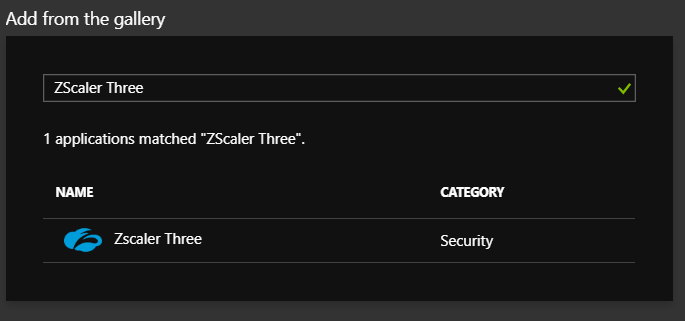 Add from the gallery
ZScaler Three
1 applications matched "ZScaler Three".
NAME CATEGORY
Zscaler Three Security